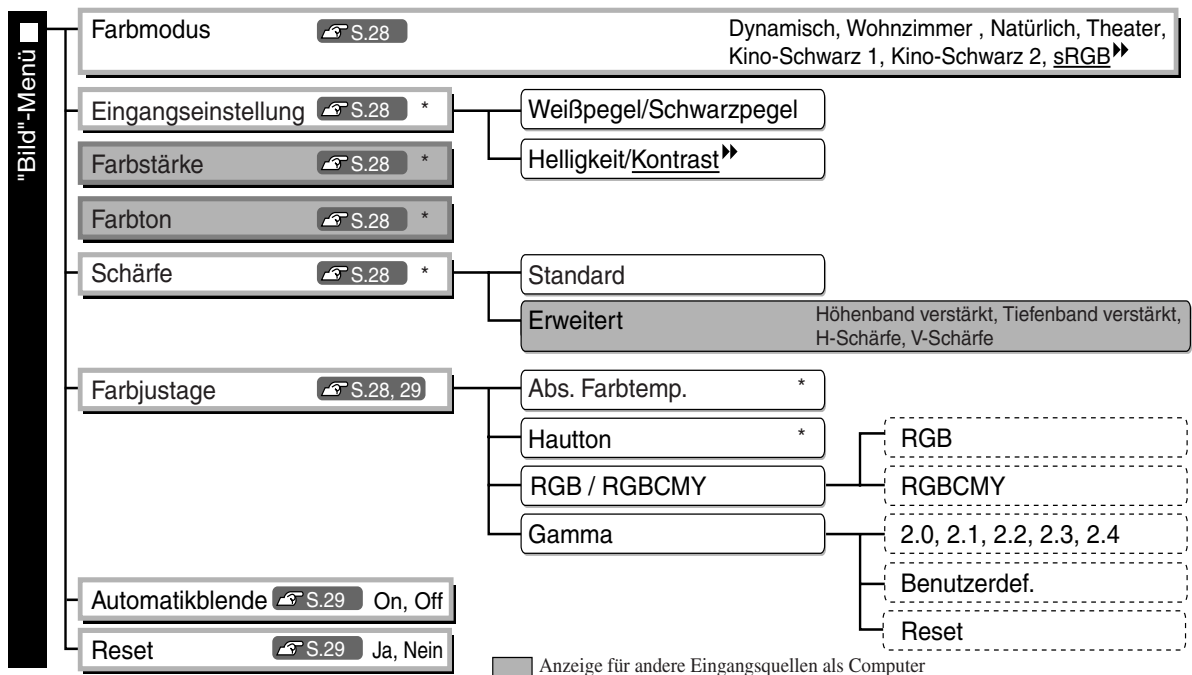 "Bild"-Menü
Farbmodus S.28 Dynamisch, Wohnzimmer , Natürlich, Theater,
Kino-Schwarz 1, Kino-Schwarz 2, sRGB
Eingangseinstellung S.28 * Weißpegel/Schwarzpegel
Helligkeit/Kontrast
Farbstärke S.28 *
Farbton S.28 *
Schärfe S.28 * Standard
Erweitert Höhenband verstärkt, Tiefenband verstärkt,
H-Schärfe, V-Schärfe
Farbjustage S.28, 29 Abs. Farbtemp. *
Hautton * RGB
RGB / RGBCMY RGBCMY
Gamma 2.0, 2.1, 2.2, 2.3, 2.4
Benutzerdef.
Automatikblende S.29 On, Off
Reset
Reset S.29 Ja, Nein
Anzeige für andere Eingangsquellen als Computer